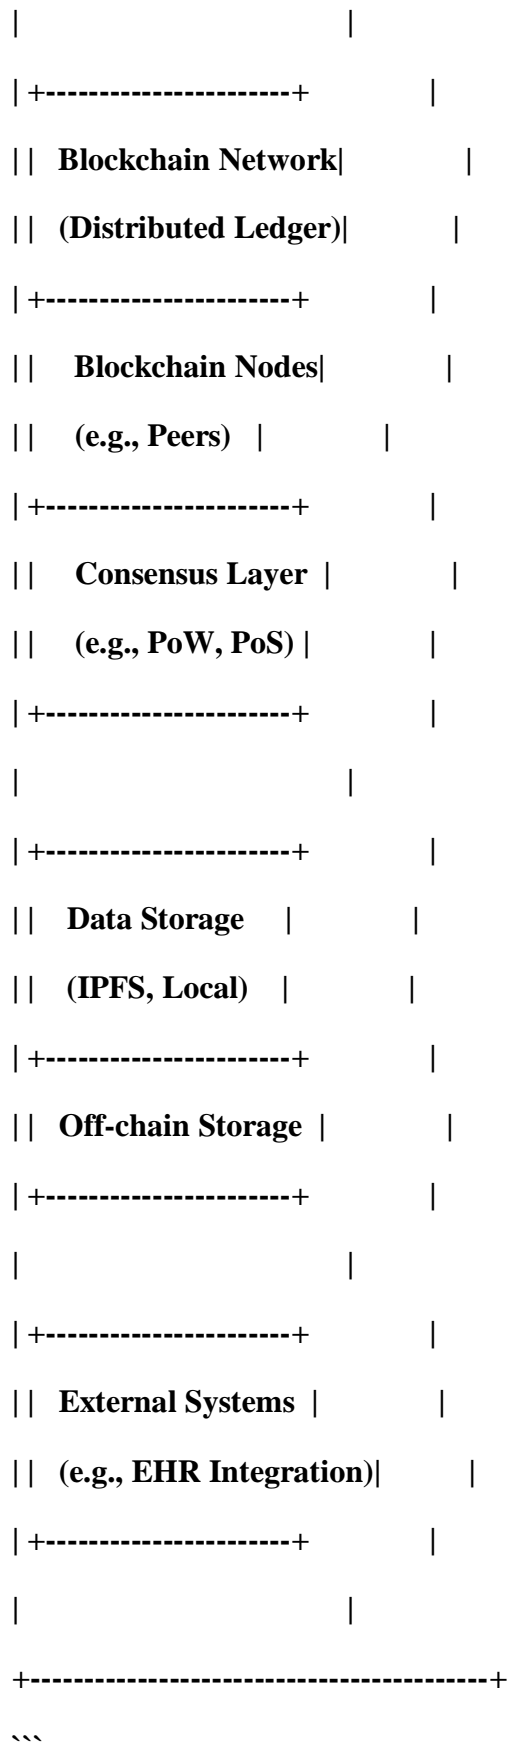 | |
| +-----------------------+ |
| | Blockchain Network| |
| | (Distributed Ledger)| |
| +-----------------------+ |
| | Blockchain Nodes| |
| | (e.g., Peers) | |
| +-----------------------+ |
| | Consensus Layer | |
| | (e.g., PoW, PoS) | |
| +-----------------------+ |
| |
| +-----------------------+ |
| | Data Storage | |
| | (IPFS, Local) | |
| +-----------------------+ |
| | Off-chain Storage | |
| +-----------------------+ |
| |
| +-----------------------+ |
| | External Systems | |
| | (e.g., EHR Integration)| |
| +-----------------------+ |
| |
+-------------------------------------------+
```